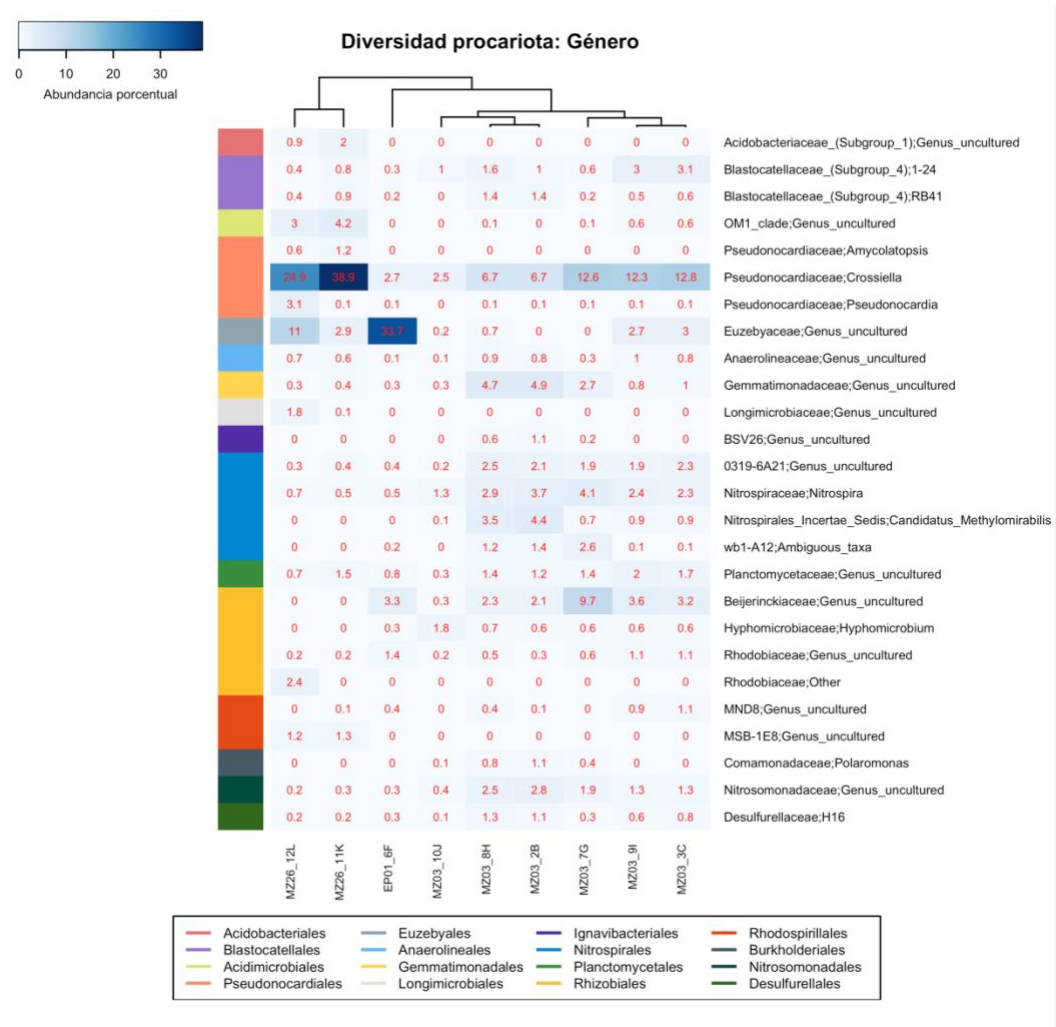 Diversidad procariota: Género
0 10 20 30
Abundancia porcentual
0.9 2 0 0 0 0 0 0 0 Acidobacteriaceae_(Subgroup_1);Genus_uncultured
0.4 0.8 0.3 1 1.6 1 0.6 3 3.1 Blastocatellaceae_(Subgroup_4);1-24
0.4 0.9 0.2 0 1.4 1.4 0.2 0.5 0.6 Blastocatellaceae_(Subgroup_4);RB41
3 4.2 0 0 0.1 0 0.1 0.6 0.6 OM1_clade;Genus_uncultured
0.6 1.2 0 0 0 0 0 0 0 Pseudonocardiaceae;Amycolatopsis
24.9 38.9 2.7 2.5 6.7 6.7 12.6 12.3 12.8 Pseudonocardiaceae;Crossiella
3.1 0.1 0.1 0 0.1 0.1 0.1 0.1 0.1 Pseudonocardiaceae;Pseudonocardia
11 2.9 33.7 0.2 0.7 0 0 2.7 3 Euzebyaceae;Genus_uncultured
0.7 0.6 0.1 0.1 0.9 0.8 0.3 1 0.8 Anaerolineaceae;Genus_uncultured
0.3 0.4 0.3 0.3 4.7 4.9 2.7 0.8 1 Gemmatimonadaceae;Genus_uncultured
1.8 0.1 0 0 0 0 0 0 0 Longimicrobiaceae;Genus_uncultured
0 0 0 0 0.6 1.1 0.2 0 0 BSV26;Genus_uncultured
0.3 0.4 0.4 0.2 2.5 2.1 1.9 1.9 2.3 0319-6A21;Genus_uncultured
0.7 0.5 0.5 1.3 2.9 3.7 4.1 2.4 2.3 Nitrospiraceae;Nitrospira
0 0 0 0.1 3.5 4.4 0.7 0.9 0.9 Nitrospirales_Incertae_Sedis;Candidatus_Methylomirabilis
0 0 0.2 0 1.2 1.4 2.6 0.1 0.1 wb1-A12;Ambiguous_taxa
0.7 1.5 0.8 0.3 1.4 1.2 1.4 2 1.7 Planctomycetaceae;Genus_uncultured
0 0 3.3 0.3 2.3 2.1 9.7 3.6 3.2 Beijerinckiaceae;Genus_uncultured
0 0 0.3 1.8 0.7 0.6 0.6 0.6 0.6 Hyphomicrobiaceae;Hyphomicrobium
0.2 0.2 1.4 0.2 0.5 0.3 0.6 1.1 1.1 Rhodobiaceae;Genus_uncultured
2.4 0 0 0 0 0 0 0 0 Rhodobiaceae;Other
0 0.1 0.4 0 0.4 0.1 0 0.9 1.1 MND8;Genus_uncultured
1.2 1.3 0 0 0 0 0 0 0 MSB-1E8;Genus_uncultured
0 0 0 0.1 0.8 1.1 0.4 0 0 Comamonadaceae;Polaromonas
0.2 0.3 0.3 0.4 2.5 2.8 1.9 1.3 1.3 Nitrosomonadaceae;Genus_uncultured
0.2 0.2 0.3 0.1 1.3 1.1 0.3 0.6 0.8 Desulfurellaceae;H16
MZ26_12L MZ26_11K EP01_6F MZ03_10J MZ03_8H MZ03_2B MZ03_7G MZ03_9I MZ03_3C
Acidobacteriales Euzebyales Ignavibacteriales Rhodospirillales
Blastocatellales Anaerolineales Nitrospirales Burkholderiales
Acidimicrobiales Gemmatimonadales Planctomycetales Nitrosomonadales
Pseudonocardiales Longimicrobiales Rhizobiales Desulfurellales